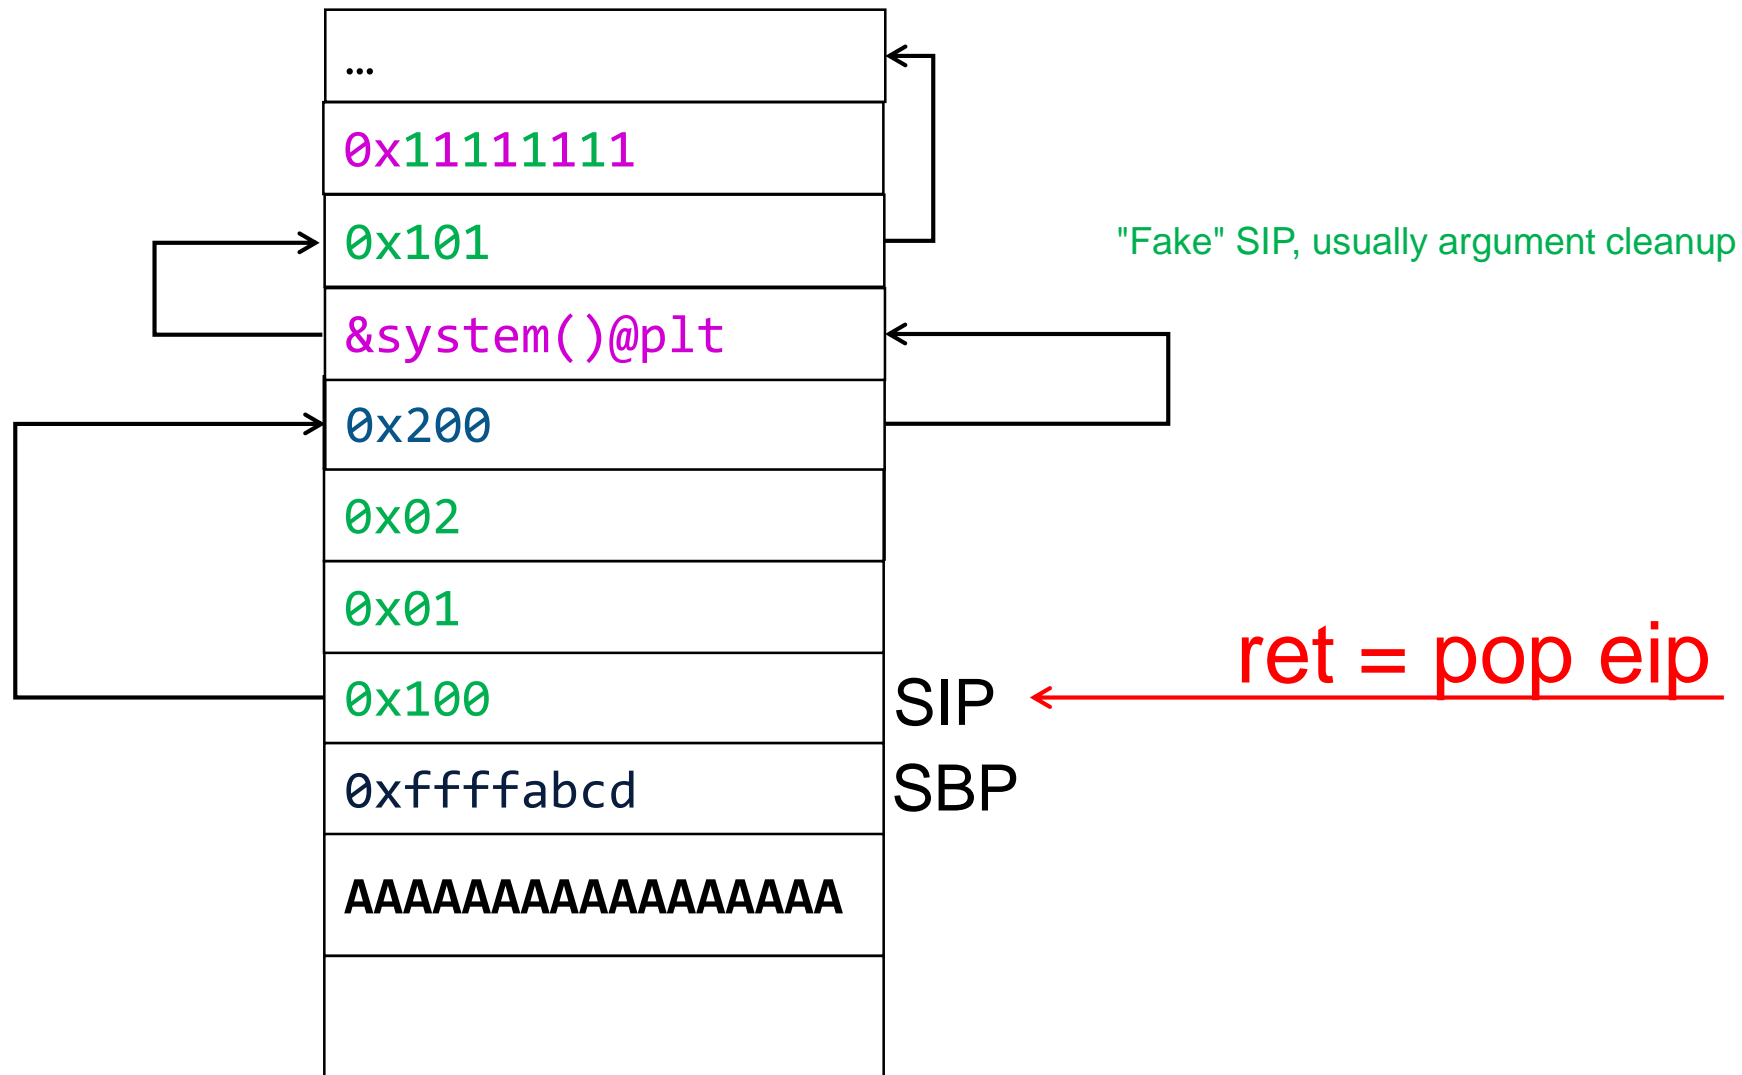 …
0x11111111
0x101
"Fake" SIP, usually argument cleanup
&system()@plt
0x200
0x02
0x01
ret = pop eip
0x100
SIP
0xffffabcd
SBP
AAAAAAAAAAAAAAAAA